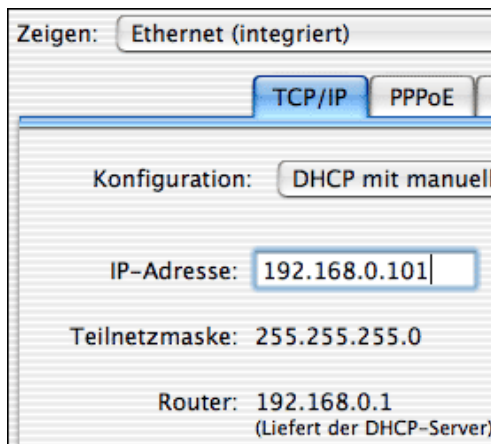 Zeigen: Ethernet (integriert)
TCP/IP PPPoE
Konfiguration: DHCP mit manuell
IP-Adresse: 192.168.0.101
Teilnetzmaske: 255.255.255.0
Router: 192.168.0.1
(Liefert der DHCP-Server)